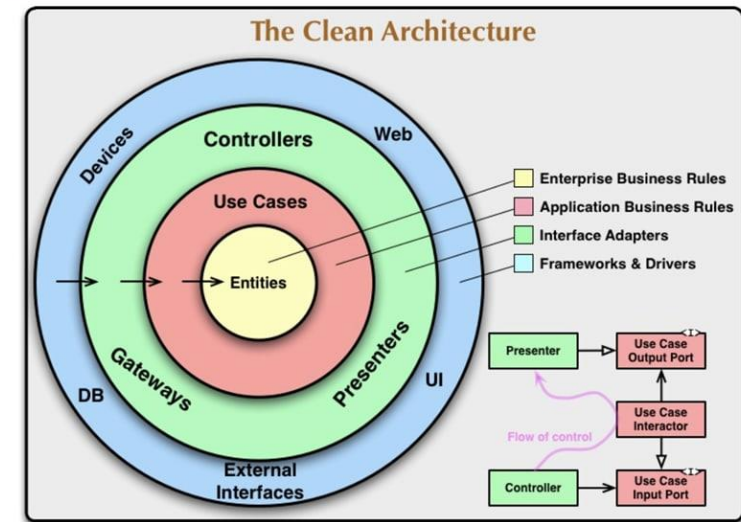 The Clean Architecture
Devices
Controllers
Web
Use Cases
Entities
Gateways
Presenters
DB
UI
External
Interfaces
Enterprise Business Rules
Application Business Rules
Interface Adapters
Frameworks & Drivers
Presenter
<I>
Use Case
Output Port
Flow of control
Use Case
Interactor
Controller
<I>
Use Case
Input Port